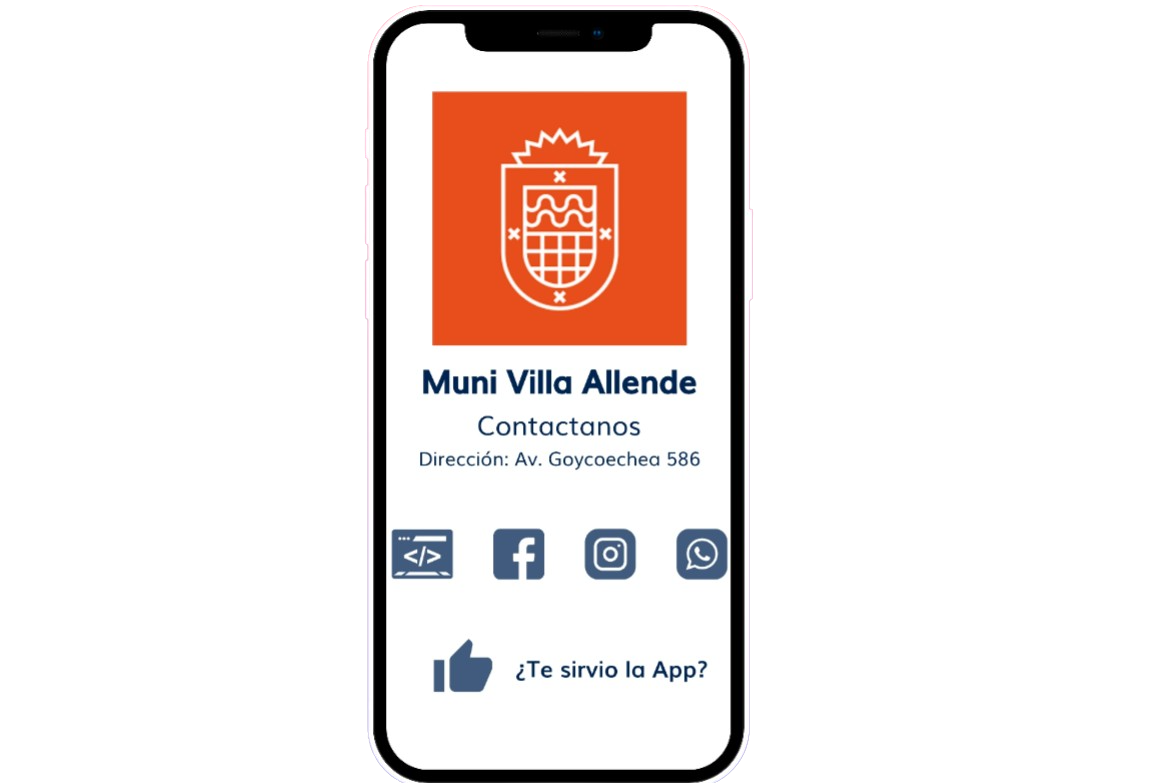 Muni Villa Allende
Contactanos
Dirección: Av. Goycoechea 586
</>
¿Te sirvio la App?